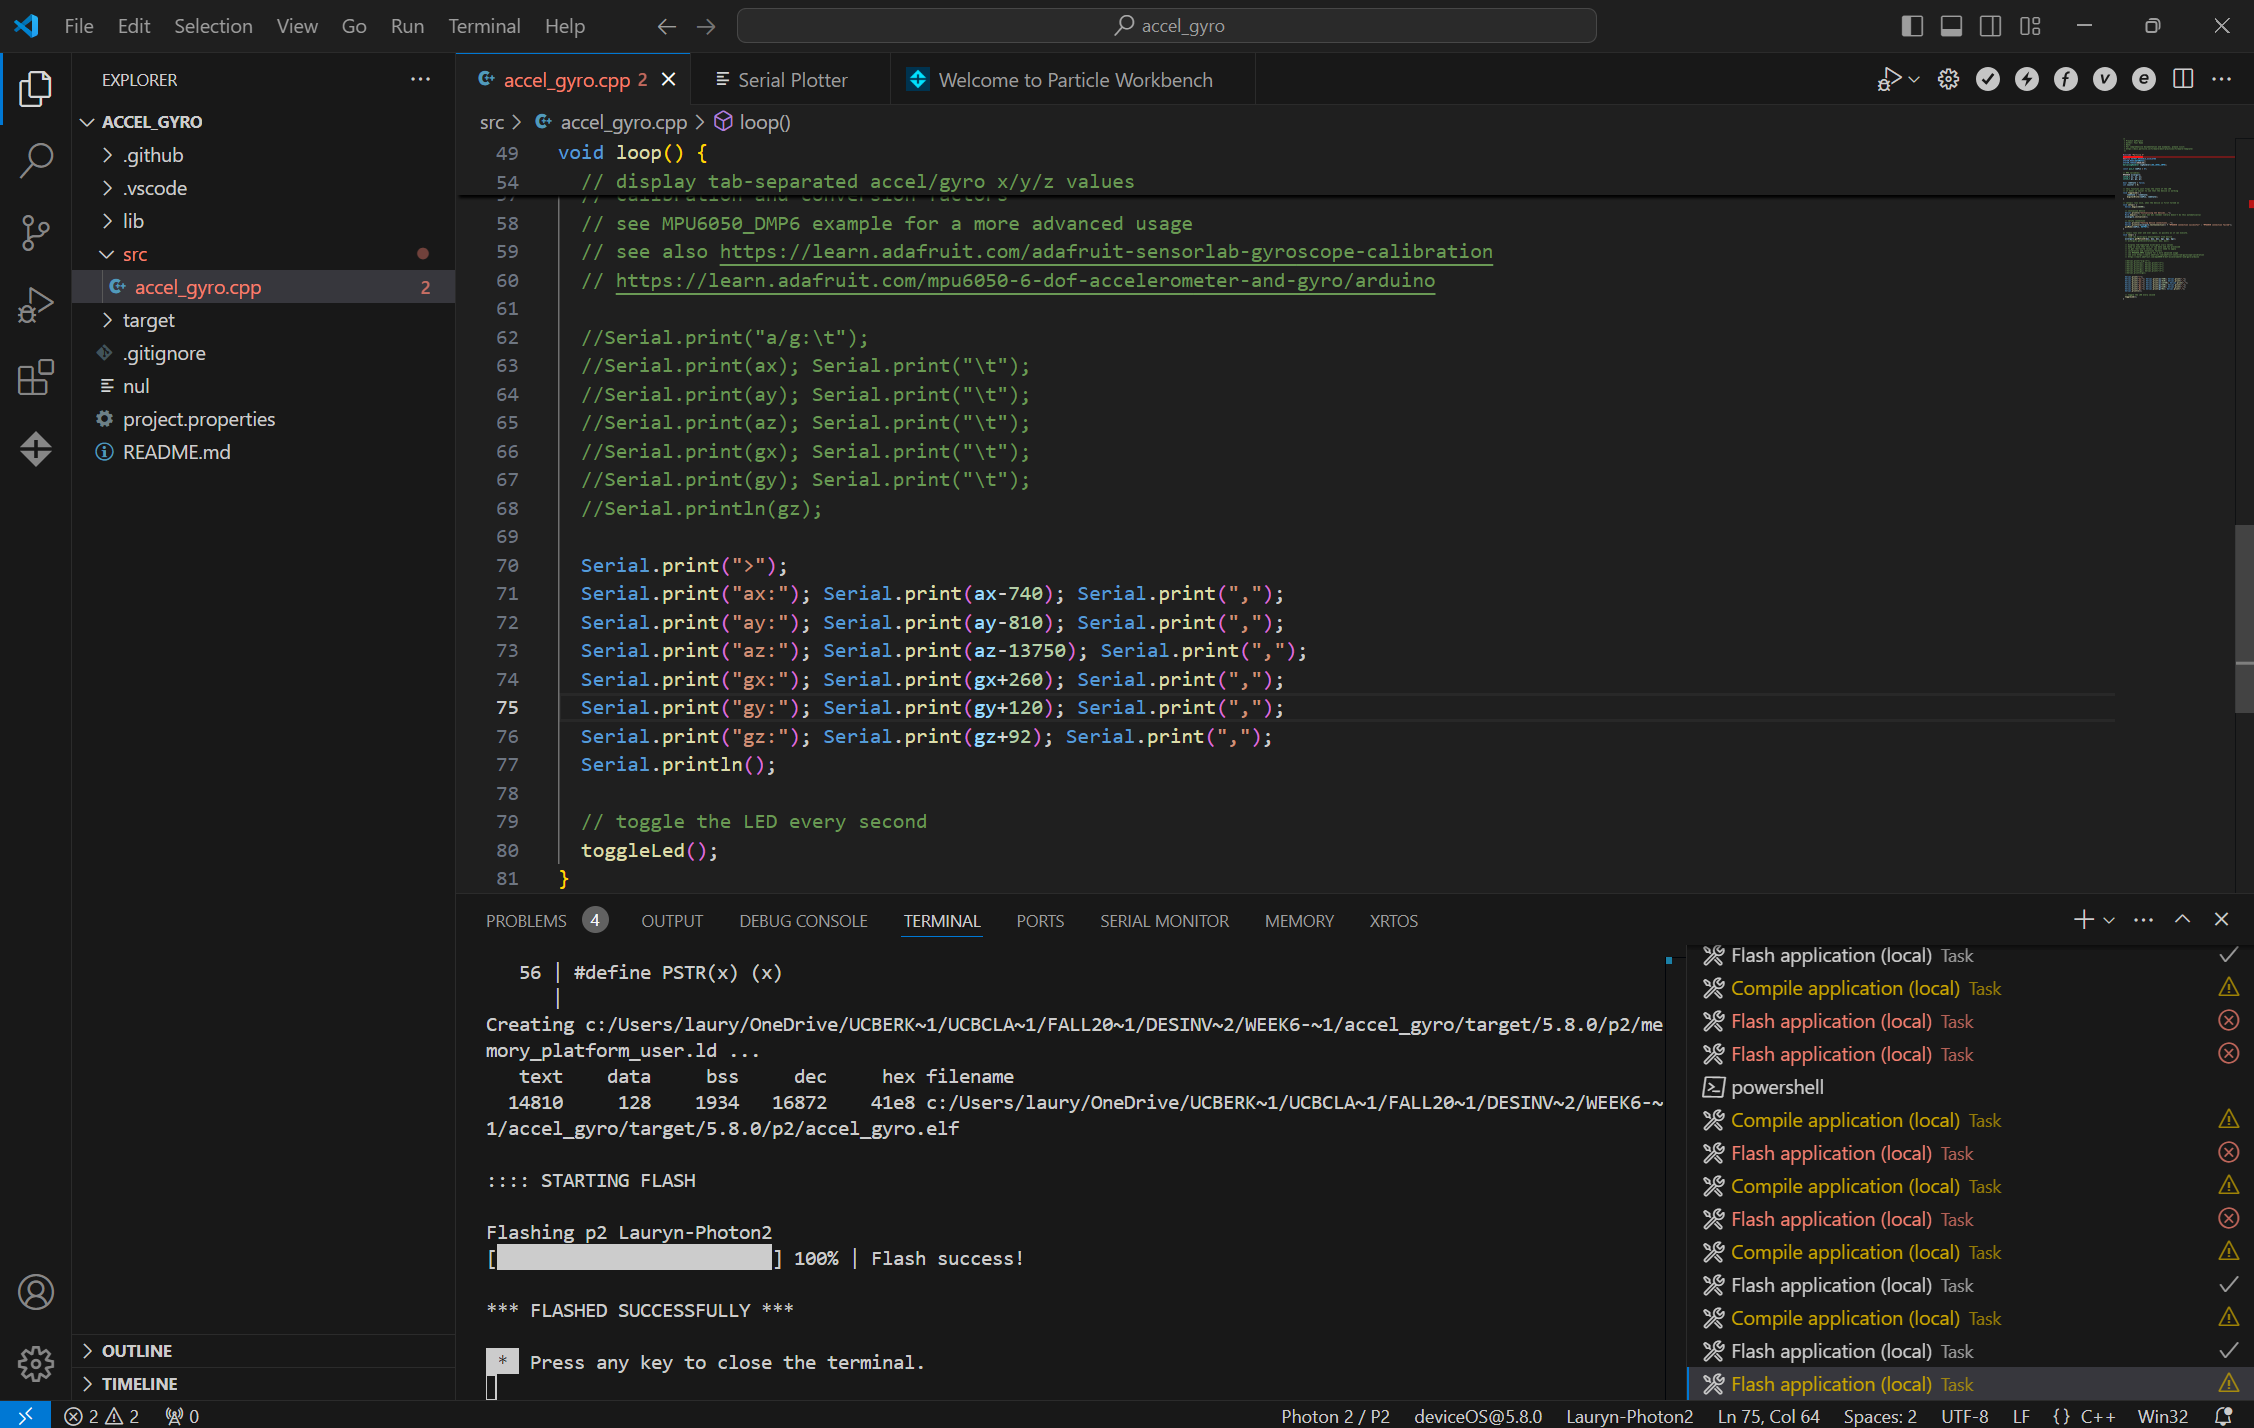 File Edit Selection View Go Run Terminal Help
accel_gyro
EXPLORER
ACCEL_GYRO
.github
.vscode
lib
src
accel_gyro.cpp 2
target
.gitignore
nul
project.properties
README.md
OUTLINE
TIMELINE
accel_gyro.cpp 2
Serial Plotter
Welcome to Particle Workbench
src > accel_gyro.cpp > loop()
49 void loop() {
54 // display tab-separated accel/gyro x/y/z values
57 // calibration and conversion factors
58 // see MPU6050_DMP6 example for a more advanced usage
59 // see also https://learn.adafruit.com/adafruit-sensorlab-gyroscope-calibration
60 // https://learn.adafruit.com/mpu6050-6-dof-accelerometer-and-gyro/arduino
61
62 //Serial.print("a/g:\t");
63 //Serial.print(ax); Serial.print("\t");
64 //Serial.print(ay); Serial.print("\t");
65 //Serial.print(az); Serial.print("\t");
66 //Serial.print(gx); Serial.print("\t");
67 //Serial.print(gy); Serial.print("\t");
68 //Serial.println(gz);
69
70 Serial.print(">");
71 Serial.print("ax:"); Serial.print(ax-740); Serial.print(",");
72 Serial.print("ay:"); Serial.print(ay-810); Serial.print(",");
73 Serial.print("az:"); Serial.print(az-13750); Serial.print(",");
74 Serial.print("gx:"); Serial.print(gx+260); Serial.print(",");
75 Serial.print("gy:"); Serial.print(gy+120); Serial.print(",");
76 Serial.print("gz:"); Serial.print(gz+92); Serial.print(",");
77 Serial.println();
78
79 // toggle the LED every second
80 toggleLed();
81 }
PROBLEMS 4 OUTPUT DEBUG CONSOLE TERMINAL PORTS SERIAL MONITOR MEMORY XRTOS
56 | #define PSTR(x) (x)
|
Creating c:/Users/laury/OneDrive/UCBERK~1/UCBCLA~1/FALL20~1/DESINV~2/WEEK6-~1/accel_gyro/target/5.8.0/p2/me
mory_platform_user.ld ...
text data bss dec hex filename
14810 128 1934 16872 41e8 c:/Users/laury/OneDrive/UCBERK~1/UCBCLA~1/FALL20~1/DESINV~2/WEEK6-~
1/accel_gyro/target/5.8.0/p2/accel_gyro.elf
:::: STARTING FLASH
Flashing p2 Lauryn-Photon2
[ ] 100% | Flash success!
*** FLASHED SUCCESSFULLY ***
* Press any key to close the terminal.
Flash application (local) Task
Compile application (local) Task
Flash application (local) Task
Flash application (local) Task
powershell
Compile application (local) Task
Flash application (local) Task
Compile application (local) Task
Flash application (local) Task
Compile application (local) Task
Flash application (local) Task
Compile application (local) Task
Flash application (local) Task
Flash application (local) Task
2 2 0 Photon 2 / P2 deviceOS@5.8.0 Lauryn-Photon2 Ln 75, Col 64 Spaces: 2 UTF-8 LF {} C++ Win32